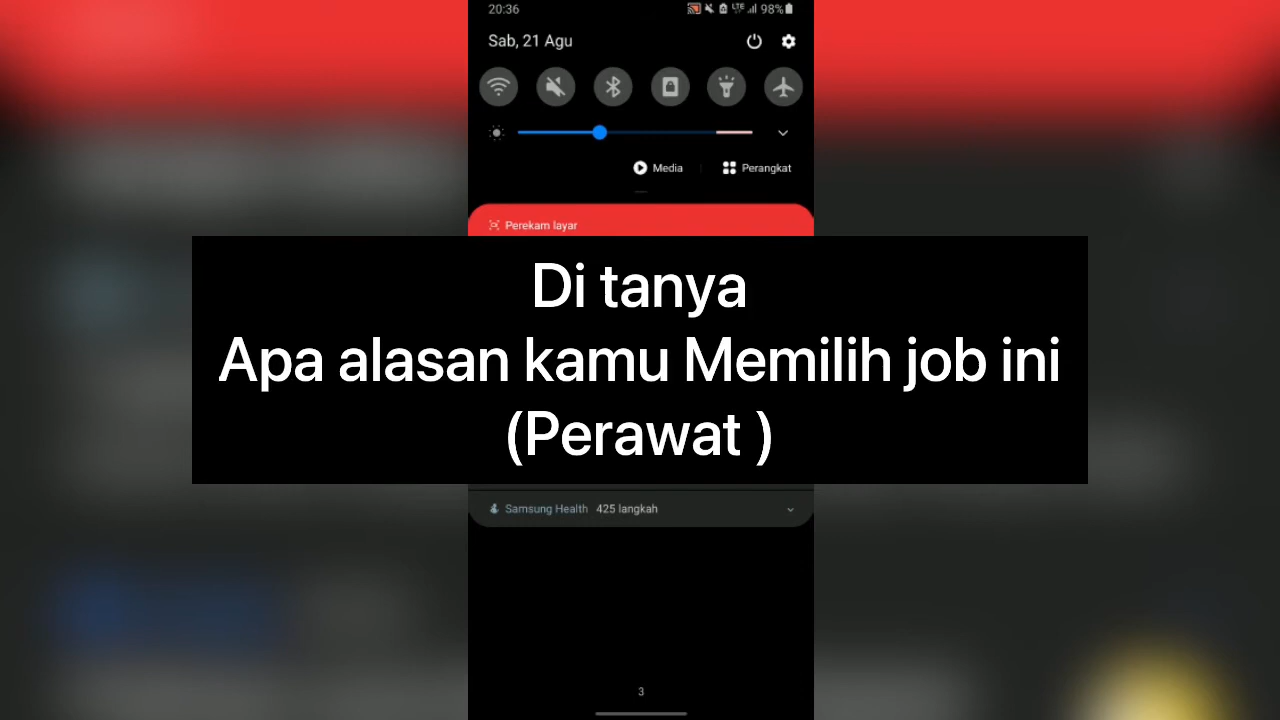 20:36
LTE
98%
Sab, 21 Agu
Media
Perangkat
Perekam layar
Di tanya
Apa alasan kamu Memilih job ini
(Perawat )
Samsung Health 425 langkah
3